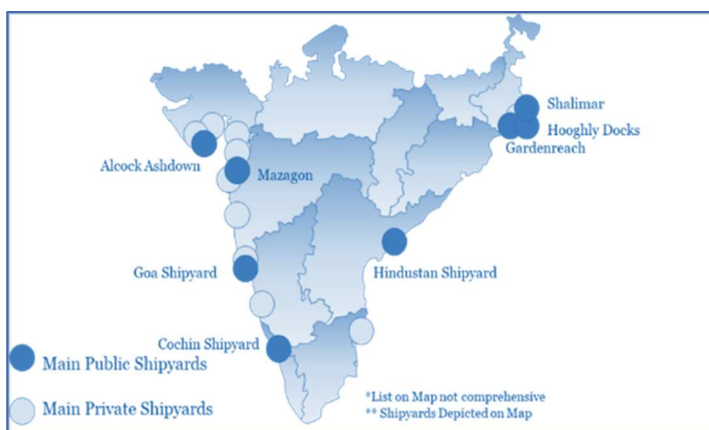 Shalimar
Hooghly Docks
Gardenreach
Alcock Ashdown
Mazagon
Goa Shipyard
Hindustan Shipyard
Cochin Shipyard
Main Public Shipyards
*List on Map not comprehensive
** Shipyards Depicted on Map
Main Private Shipyards